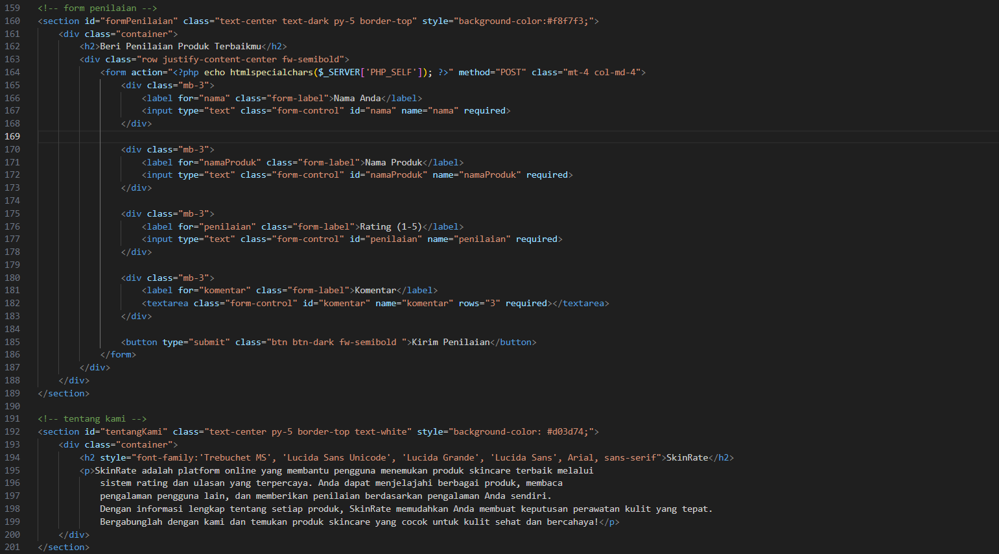 159 <!-- form penilaian -->
160 <section id="formPenilaian" class="text-center text-dark py-5 border-top" style="background-color:#f8f7f3;">
161     <div class="container">
162         <h2>Beri Penilaian Produk Terbaikmu</h2>
163         <div class="row justify-content-center fw-semibold">
164             <form action="<?php echo htmlspecialchars($_SERVER['PHP_SELF']); ?>" method="POST" class="mt-4 col-md-4">
165                 <div class="mb-3">
166                     <label for="nama" class="form-label">Nama Anda</label>
167                     <input type="text" class="form-control" id="nama" name="nama" required>
168                 </div>
169
170                 <div class="mb-3">
171                     <label for="namaProduk" class="form-label">Nama Produk</label>
172                     <input type="text" class="form-control" id="namaProduk" name="namaProduk" required>
173                 </div>
174
175                 <div class="mb-3">
176                     <label for="penilaian" class="form-label">Rating (1-5)</label>
177                     <input type="text" class="form-control" id="penilaian" name="penilaian" required>
178                 </div>
179
180                 <div class="mb-3">
181                     <label for="komentar" class="form-label">Komentar</label>
182                     <textarea class="form-control" id="komentar" name="komentar" rows="3" required></textarea>
183                 </div>
184
185                 <button type="submit" class="btn btn-dark fw-semibold ">Kirim Penilaian</button>
186             </form>
187         </div>
188     </div>
189 </section>
190
191 <!-- tentang kami -->
192 <section id="tentangKami" class="text-center py-5 border-top text-white" style="background-color: #d03d74;">
193     <div class="container">
194         <h2 style="font-family:'Trebuchet MS', 'Lucida Sans Unicode', 'Lucida Grande', 'Lucida Sans', Arial, sans-serif">SkinRate</h2>
195         <p>SkinRate adalah platform online yang membantu pengguna menemukan produk skincare terbaik melalui
196             sistem rating dan ulasan yang terpercaya. Anda dapat menjelajahi berbagai produk, membaca
197             pengalaman pengguna lain, dan memberikan penilaian berdasarkan pengalaman Anda sendiri.
198             Dengan informasi lengkap tentang setiap produk, SkinRate memudahkan Anda membuat keputusan perawatan kulit yang tepat.
199             Bergabunglah dengan kami dan temukan produk skincare yang cocok untuk kulit sehat dan bercahaya!</p>
200     </div>
201 </section>